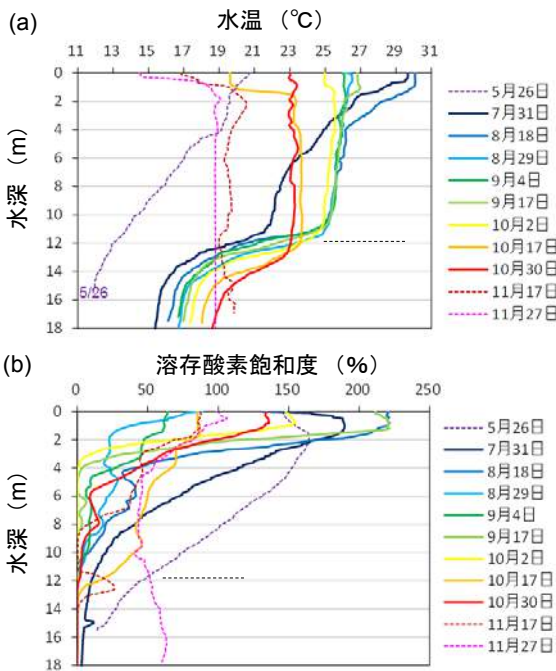 (a)
水温 (℃)
11 13 15 17 19 21 23 25 27 29 31
0
2
4
6
8
10
12
14
16
18
水深 (m)
5/26
5月26日
7月31日
8月18日
8月29日
9月4日
9月17日
10月2日
10月17日
10月30日
11月17日
11月27日
(b)
溶存酸素飽和度 (%)
0 50 100 150 200 250
0
2
4
6
8
10
12
14
16
18
水深 (m)
5月26日
7月31日
8月18日
8月29日
9月4日
9月17日
10月2日
10月17日
10月30日
11月17日
11月27日